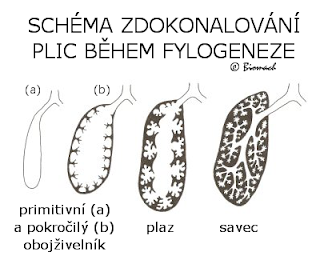 SCHÉMA ZDOKONALOVÁNÍ
PLIC BĚHEM FYLOGENEZE
@ Biomach
(a)
(b)
primitivní (a)
a pokročilý (b)
obojživelník
plaz
savec